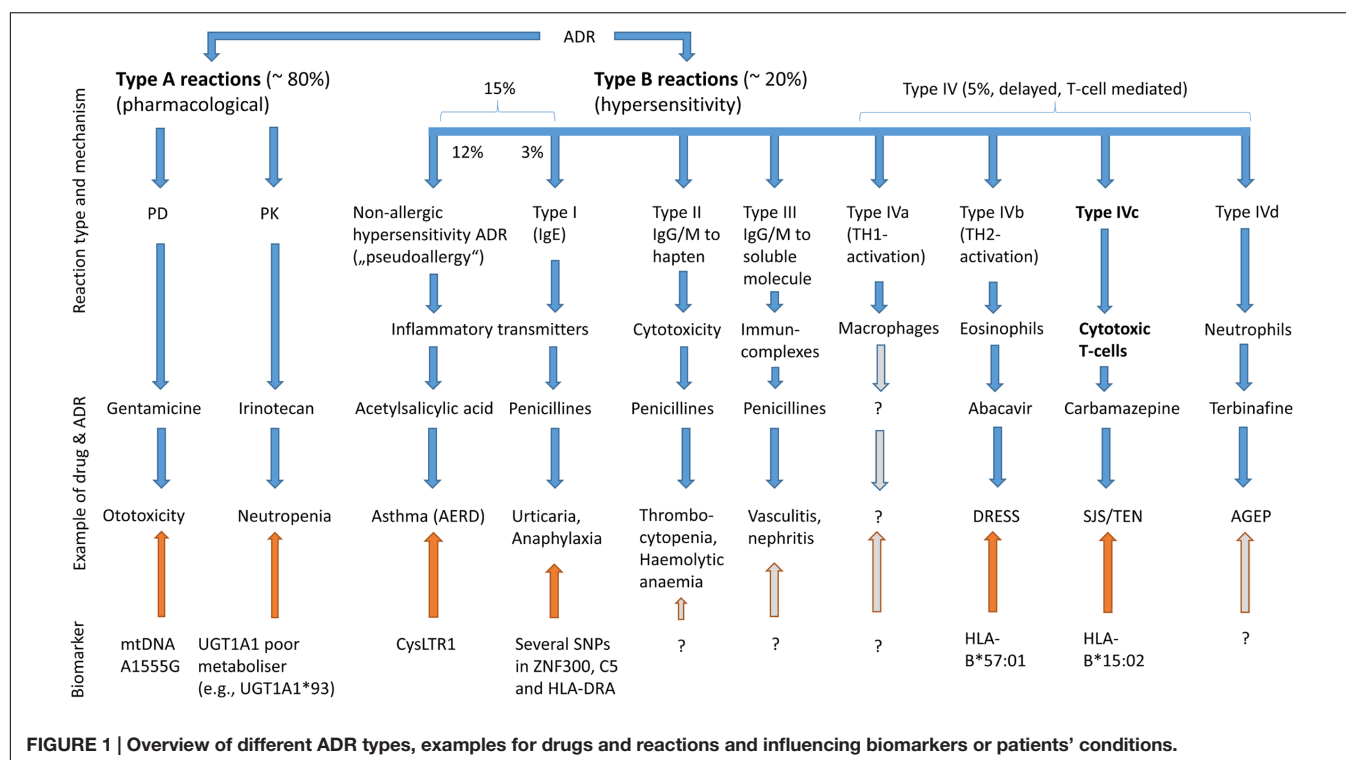 ADR
Type A reactions (~ 80%)
(pharmacological)
Type B reactions (~ 20%)
(hypersensitivity)
Type IV (5%, delayed, T-cell mediated)
15%
12%
3%
Reaction type and mechanism
PD
PK
Non-allergic
hypersensitivity ADR
(„pseudoallergy“)
Type I
(IgE)
Type II
IgG/M to
hapten
Type III
IgG/M to
soluble
molecule
Type IVa
(TH1-
activation)
Type IVb
(TH2-
activation)
Type IVc
Type IVd
Inflammatory transmitters
Cytotoxicity
Immun-
complexes
Macrophages
Eosinophils
Cytotoxic
T-cells
Neutrophils
Example of drug & ADR
Gentamicine
Irinotecan
Acetylsalicylic acid
Penicillines
Penicillines
Penicillines
?
Abacavir
Carbamazepine
Terbinafine
Ototoxicity
Neutropenia
Asthma (AERD)
Urticaria,
Anaphylaxia
Thrombo-
cytopenia,
Haemolytic
anaemia
Vasculitis,
nephritis
?
DRESS
SJS/TEN
AGEP
Biomarker
mtDNA
A1555G
UGT1A1 poor
metaboliser
(e.g., UGT1A1*93)
CysLTR1
Several SNPs
in ZNF300, C5
and HLA-DRA
?
?
?
HLA-
B*57:01
HLA-
B*15:02
?
FIGURE 1 | Overview of different ADR types, examples for drugs and reactions and influencing biomarkers or patients’ conditions.